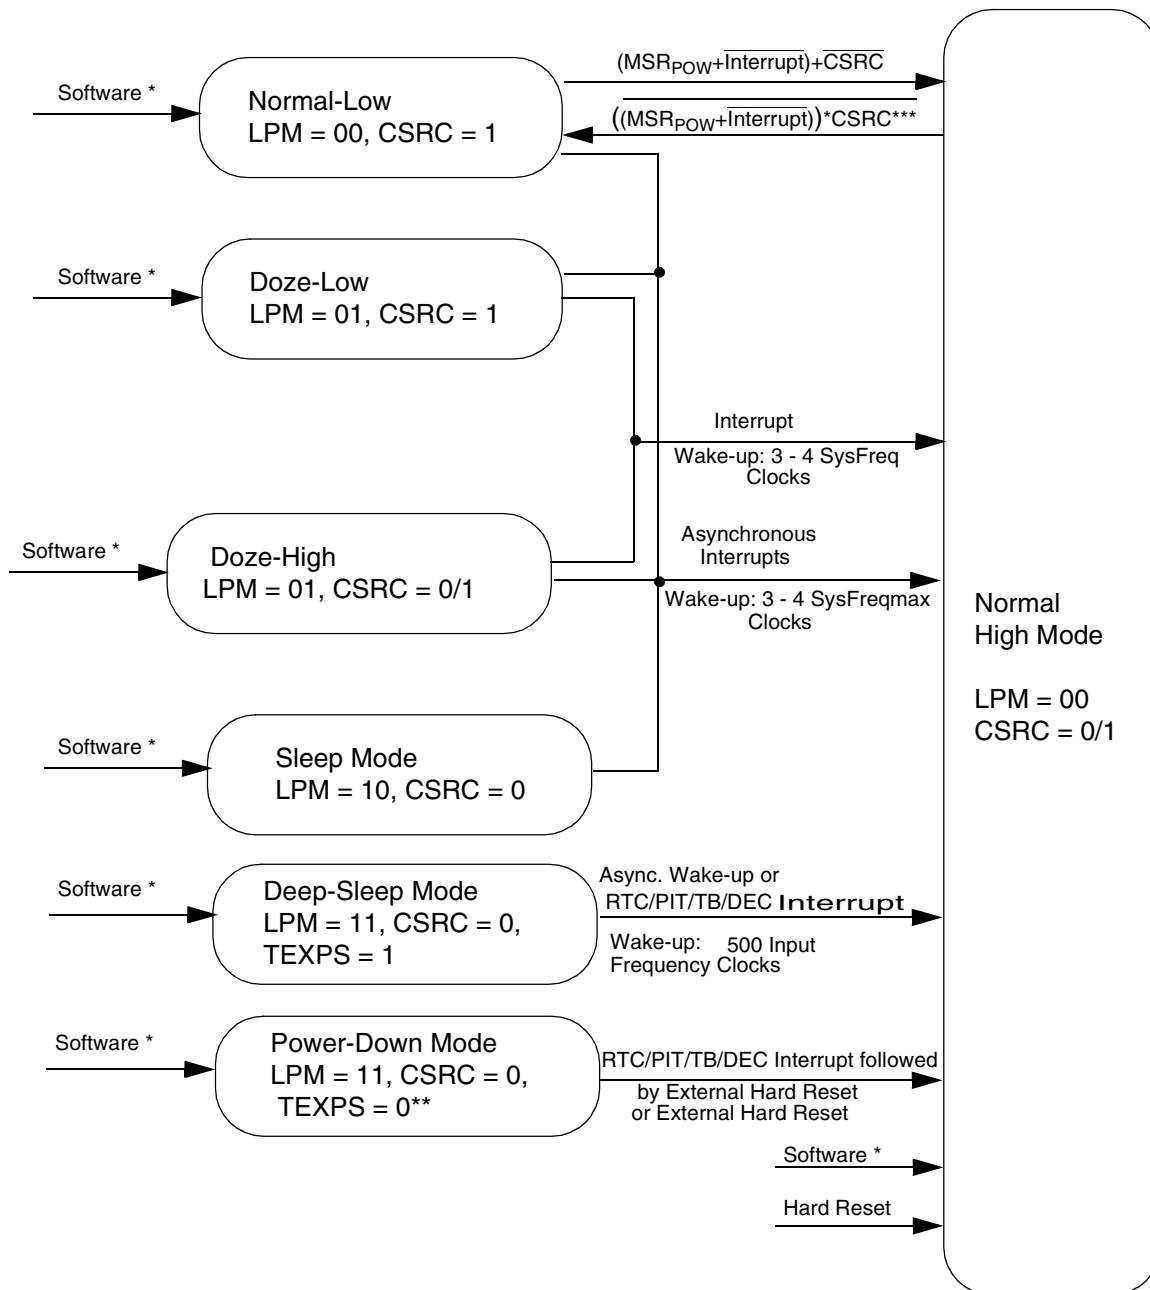 Software *
Normal-Low
LPM = 00, CSRC = 1
(MSRPOW+Interrupt)+CSRC
((MSRPOW+Interrupt))*CSRC***
Software *
Doze-Low
LPM = 01, CSRC = 1
Interrupt
Wake-up: 3 - 4 SysFreq
Clocks
Software *
Doze-High
LPM = 01, CSRC = 0/1
Asynchronous
Interrupts
Wake-up: 3 - 4 SysFreqmax
Clocks
Normal
High Mode
LPM = 00
CSRC = 0/1
Software *
Sleep Mode
LPM = 10, CSRC = 0
Software *
Deep-Sleep Mode
LPM = 11, CSRC = 0,
TEXPS = 1
Async. Wake-up or
RTC/PIT/TB/DEC Interrupt
Wake-up: 500 Input
Frequency Clocks
Software *
Power-Down Mode
LPM = 11, CSRC = 0,
TEXPS = 0**
RTC/PIT/TB/DEC Interrupt followed
by External Hard Reset
or External Hard Reset
Software *
Hard Reset